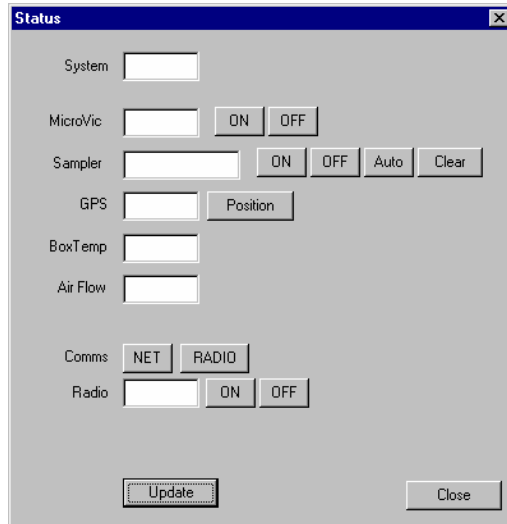 Status
System
MicroVic ON OFF
Sampler ON OFF Auto Clear
GPS Position
BoxTemp
Air Flow
Comms NET RADIO
Radio ON OFF
Update Close